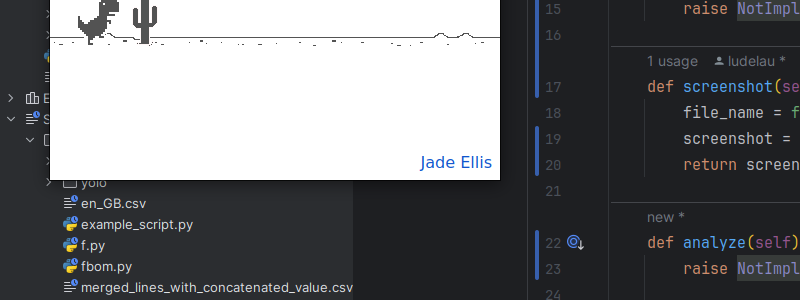 15
raise NotImpl
16
1 usage ludelau *
17 def screenshot(se
18 file_name = f
19 screenshot =
20 return screen
21
new *
22 def analyze(self)
23 raise NotImpl
24
Jade Ellis
yolo
en_GB.csv
example_script.py
f.py
fbom.py
merged_lines_with_concatenated_value.csv